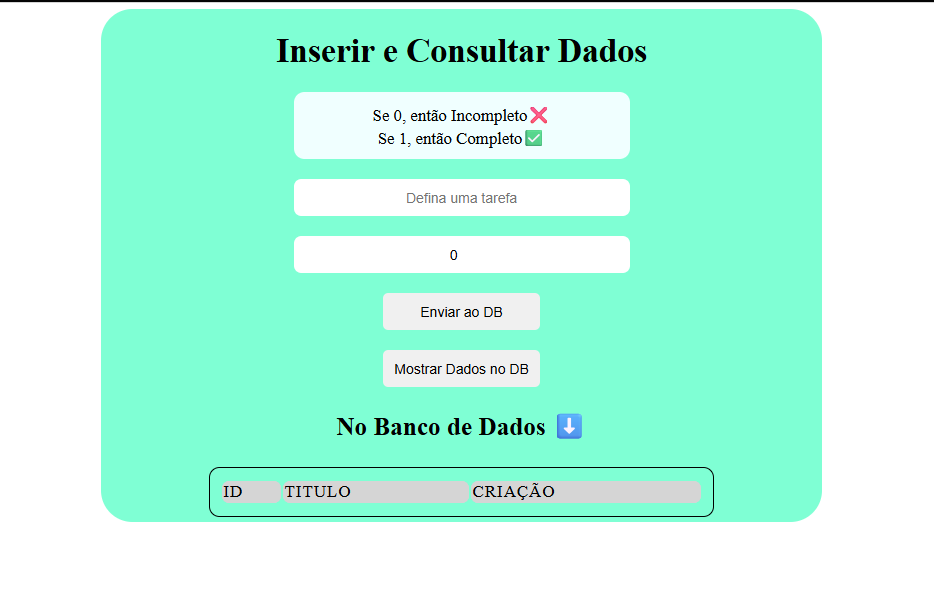 Inserir e Consultar Dados
Se 0, então Incompleto❌
Se 1, então Completo✅
Defina uma tarefa
0
Enviar ao DB
Mostrar Dados no DB
No Banco de Dados ⬇️
ID TITULO CRIAÇÃO